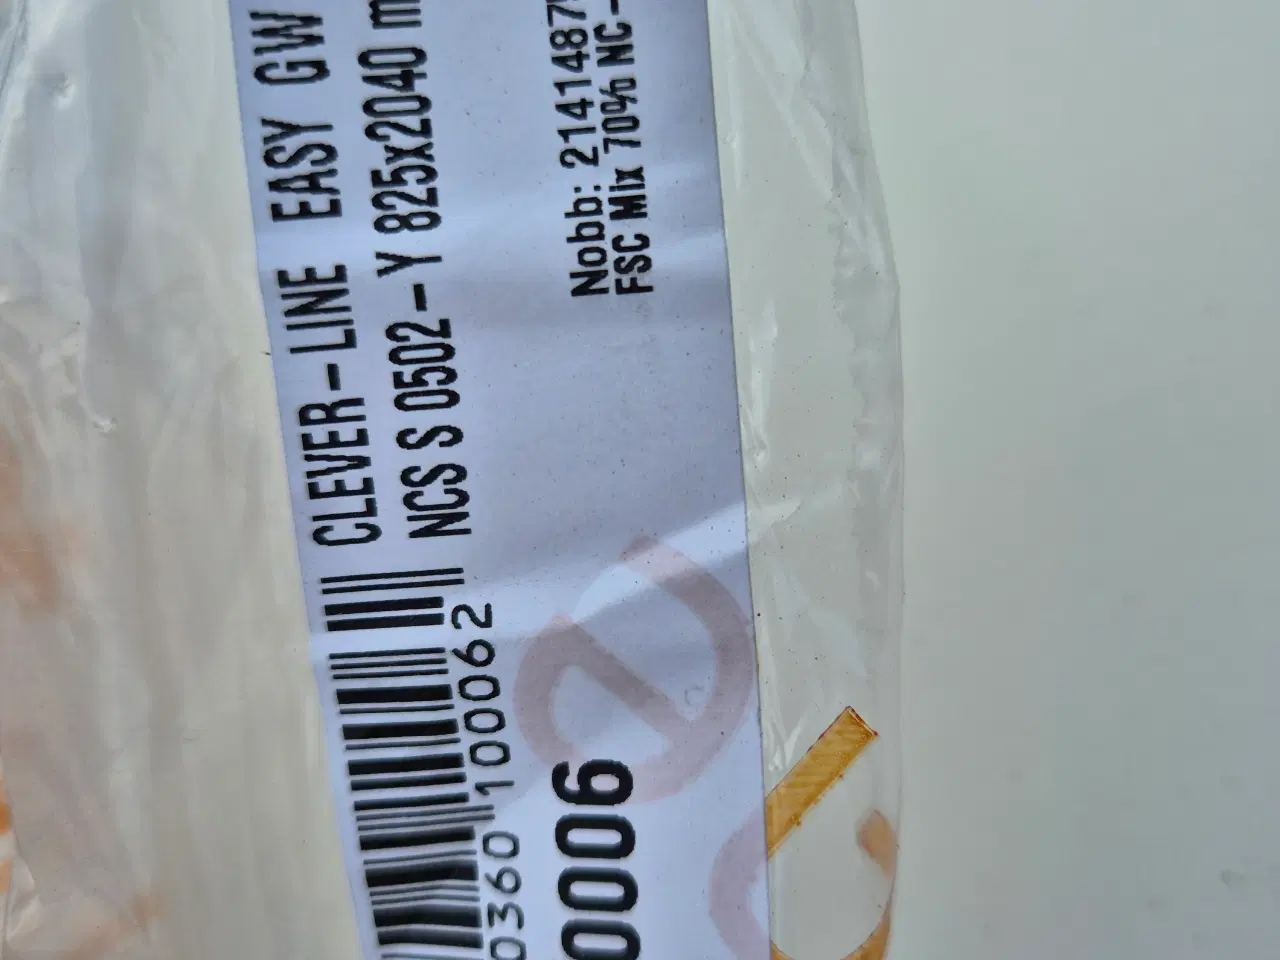 CLEVER-LINE EASY GW
NCS S 0502-Y 825x2040 m
Nobb: 2141487
FSC Mix 70% NC-
0360 100062
0006